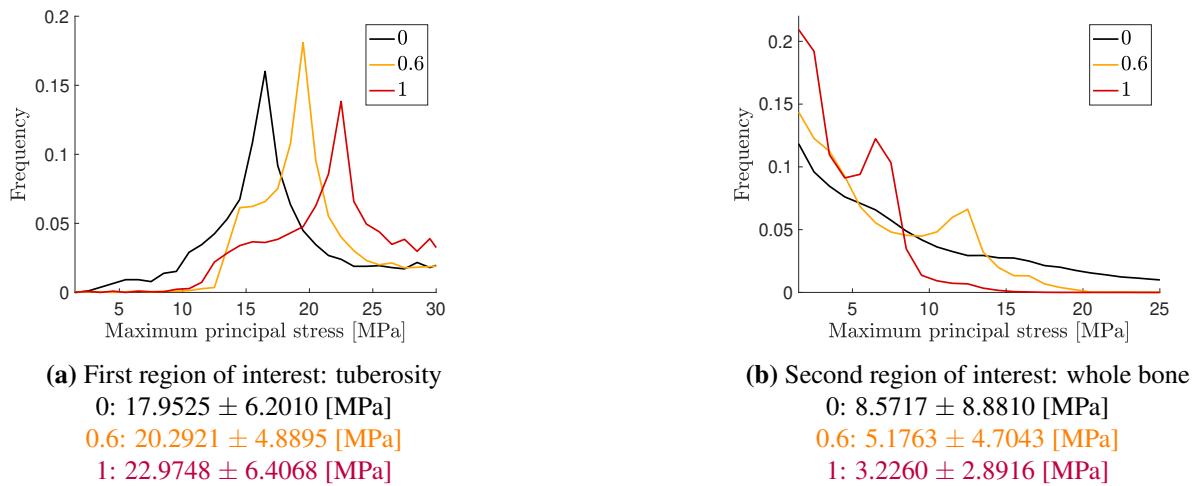 0.2
0.15
0.1
0.05
0
Frequency
5 10 15 20 25 30
Maximum principal stress [MPa]
0
0.6
1
(a) First region of interest: tuberosity
0: 17.9525 ± 6.2010 [MPa]
0.6: 20.2921 ± 4.8895 [MPa]
1: 22.9748 ± 6.4068 [MPa]
0.2
0.15
0.1
0.05
0
Frequency
5 10 15 20 25
Maximum principal stress [MPa]
0
0.6
1
(b) Second region of interest: whole bone
0: 8.5717 ± 8.8810 [MPa]
0.6: 5.1763 ± 4.7043 [MPa]
1: 3.2260 ± 2.8916 [MPa]